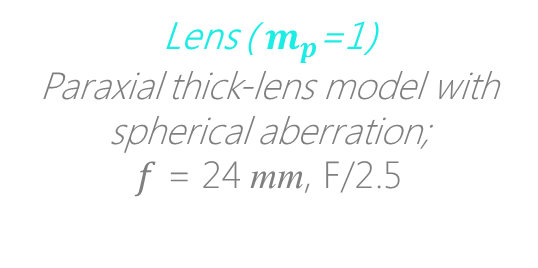 Lens ( mₚ=1)
Paraxial thick-lens model with
spherical aberration;
f = 24 mm, F/2.5